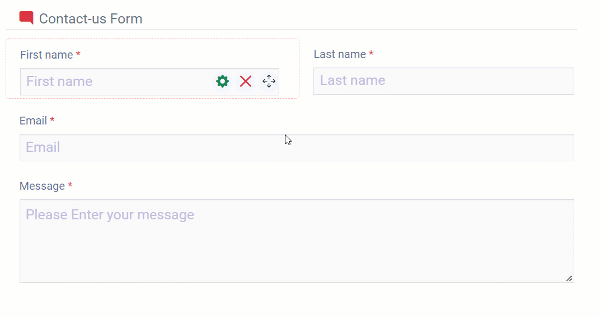 Contact-us Form
First name *
Last name *
First name
Last name
Email *
Email
Message *
Please Enter your message